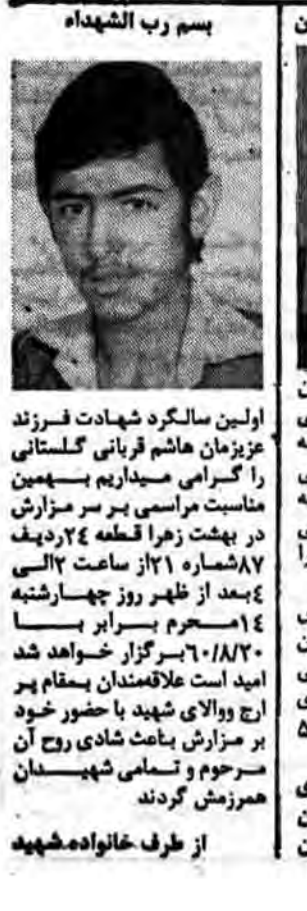 بسم رب الشهداء
اولین سالگرد شهادت فرزند
عزیزمان هاشم قربانی گلستانی
را گرامی میداریم بهمین
مناسبت مراسمی بر سر مزارش
در بهشت زهرا قطعه ۲۴ردیف
۸۷شماره ۲۱از ساعت ۲الی
۴بعد از ظهر روز چهارشنبه
۱۴محرم برابر با
۶۰/۸/۲۰برگزار خواهد شد
امید است علاقمندان بمقام پر
ارج ووالای شهید با حضور خود
بر مزارش باعث شادی روح آن
مرحوم و تمامی شهیدان
همرزمش گردند
از طرف خانواده شهید